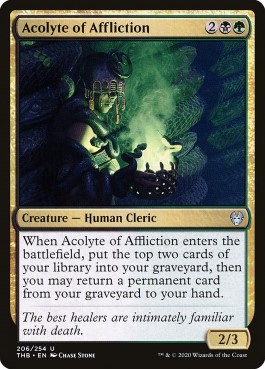 Acolyte of Affliction 2
Creature — Human Cleric
When Acolyte of Affliction enters the
battlefield, put the top two cards of
your library into your graveyard, then
you may return a permanent card
from your graveyard to your hand.
The best healers are intimately familiar
with death.
2/3
206/254 U
THB • EN Chase Stone
™ & © 2020 Wizards of the Coast